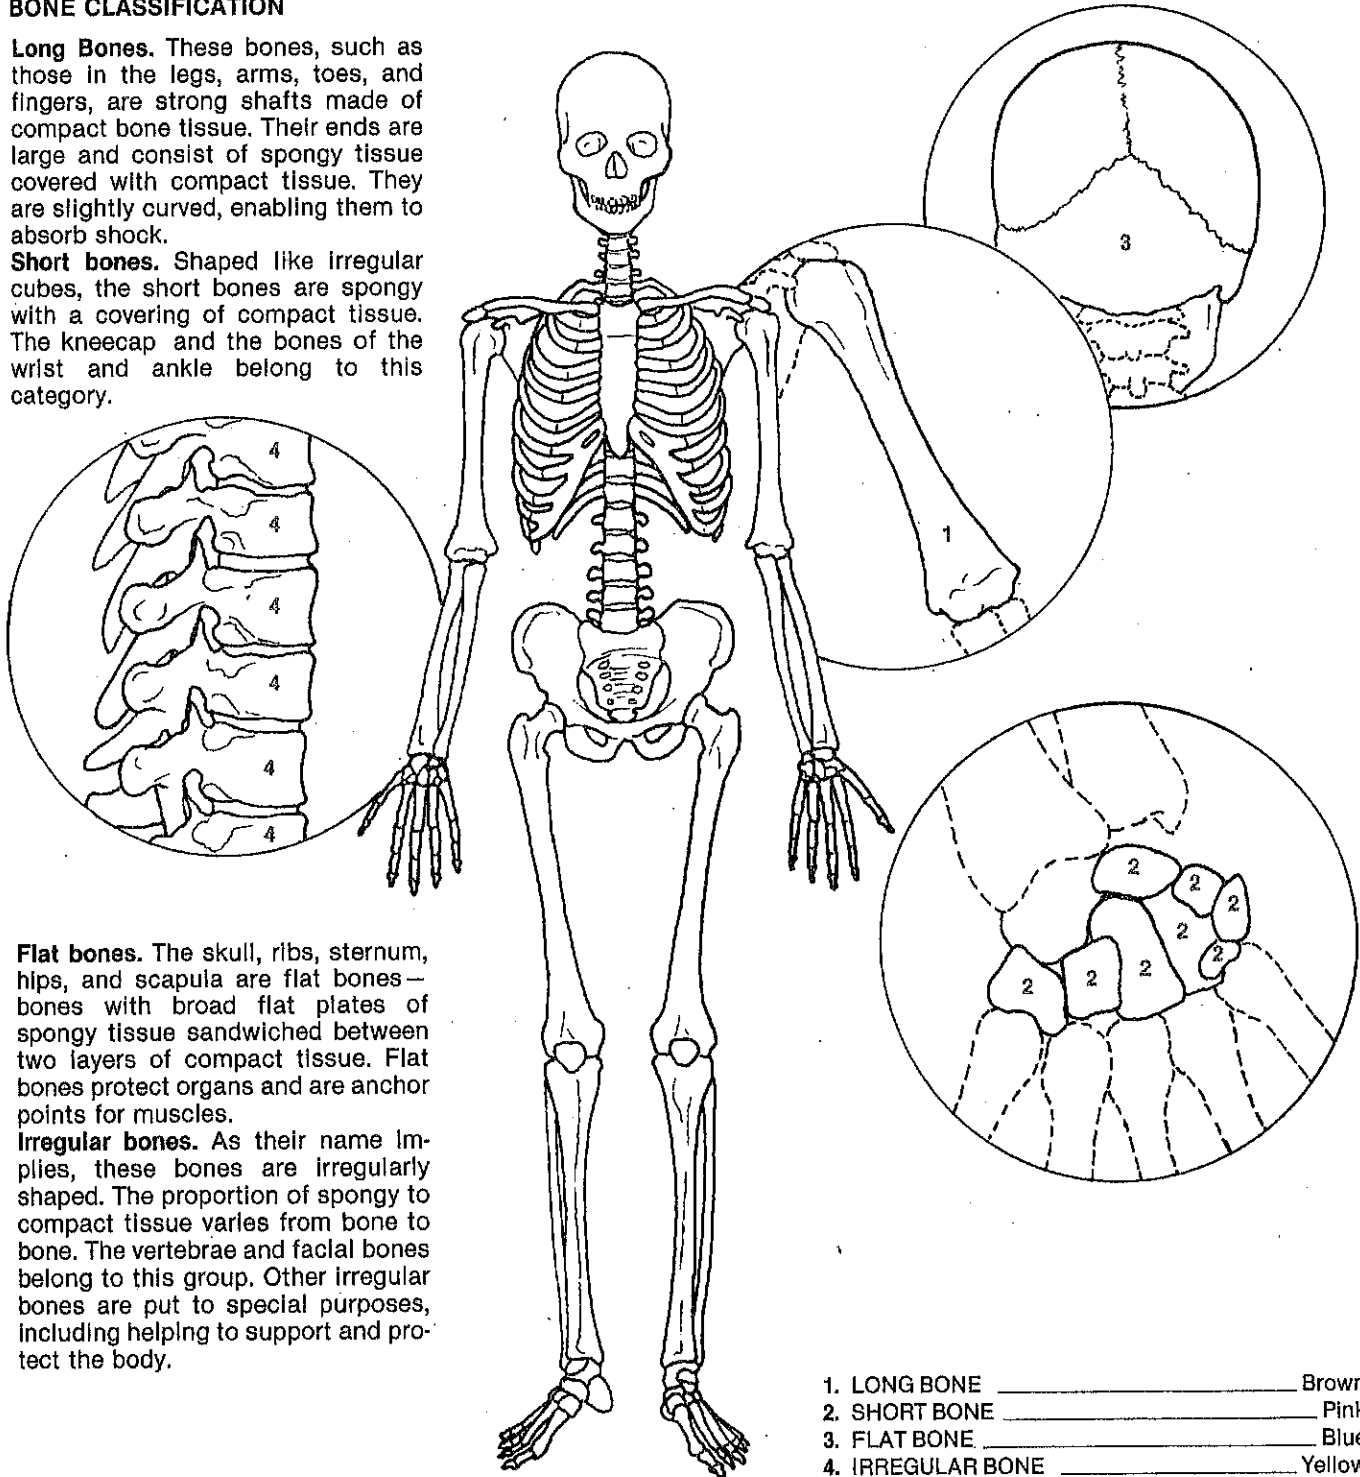 BONE CLASSIFICATION
Long Bones. These bones, such as
those in the legs, arms, toes, and
fingers, are strong shafts made of
compact bone tissue. Their ends are
large and consist of spongy tissue
covered with compact tissue. They
are slightly curved, enabling them to
absorb shock.
Short bones. Shaped like irregular
cubes, the short bones are spongy
with a covering of compact tissue.
The kneecap and the bones of the
wrist and ankle belong to this
category.
3
4
4
4
4
4
4
1
2
2
2
2
2
2
2
2
Flat bones. The skull, ribs, sternum,
hips, and scapula are flat bones—
bones with broad flat plates of
spongy tissue sandwiched between
two layers of compact tissue. Flat
bones protect organs and are anchor
points for muscles.
Irregular bones. As their name im-
plies, these bones are irregularly
shaped. The proportion of spongy to
compact tissue varies from bone to
bone. The vertebrae and facial bones
belong to this group. Other irregular
bones are put to special purposes,
including helping to support and pro-
tect the body.
1. LONG BONE ____________ Brown
2. SHORT BONE ____________ Pink
3. FLAT BONE ____________ Blue
4. IRREGULAR BONE ____________ Yellow